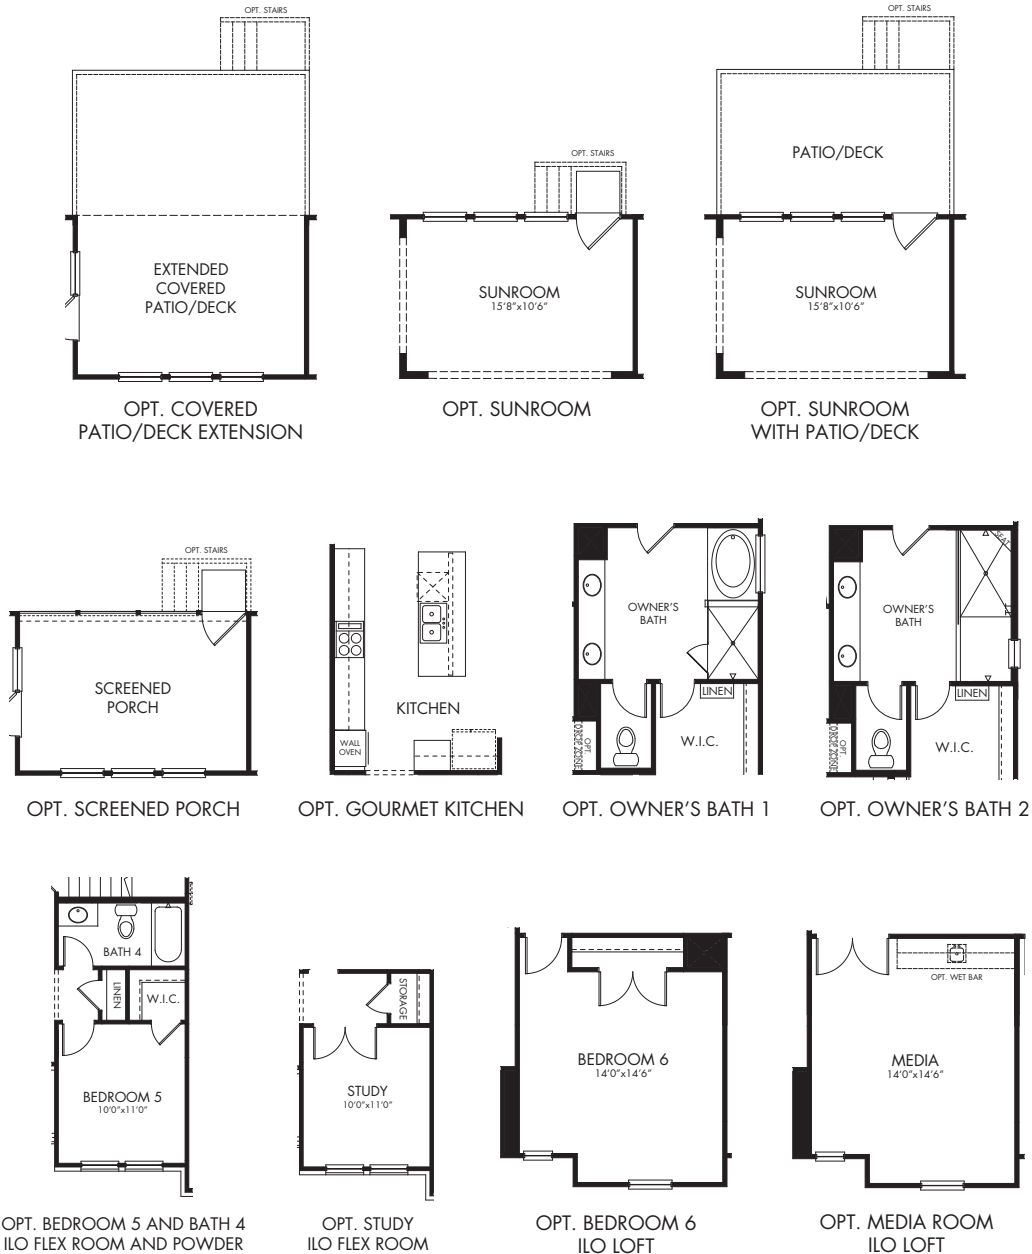 OPT. STAIRS
EXTENDED
COVERED
PATIO/DECK
OPT. COVERED
PATIO/DECK EXTENSION
OPT. STAIRS
SUNROOM
15'8"x10'6"
OPT. SUNROOM
OPT. STAIRS
PATIO/DECK
SUNROOM
15'8"x10'6"
OPT. SUNROOM
WITH PATIO/DECK
OPT. STAIRS
SCREENED
PORCH
OPT. SCREENED PORCH
KITCHEN
WALL
OVEN
OPT. GOURMET KITCHEN
OWNER'S
BATH
LINEN
W.I.C.
OPT.
OPT. OWNER'S BATH 1
SEAT
OWNER'S
BATH
LINEN
W.I.C.
OPT.
OPT. OWNER'S BATH 2
BATH 4
LINEN
W.I.C.
BEDROOM 5
10'0"x11'0"
OPT. BEDROOM 5 AND BATH 4
ILO FLEX ROOM AND POWDER
STORAGE
STUDY
10'0"x11'0"
OPT. STUDY
ILO FLEX ROOM
BEDROOM 6
14'0"x14'6"
OPT. BEDROOM 6
ILO LOFT
OPT. WET BAR
MEDIA
14'0"x14'6"
OPT. MEDIA ROOM
ILO LOFT